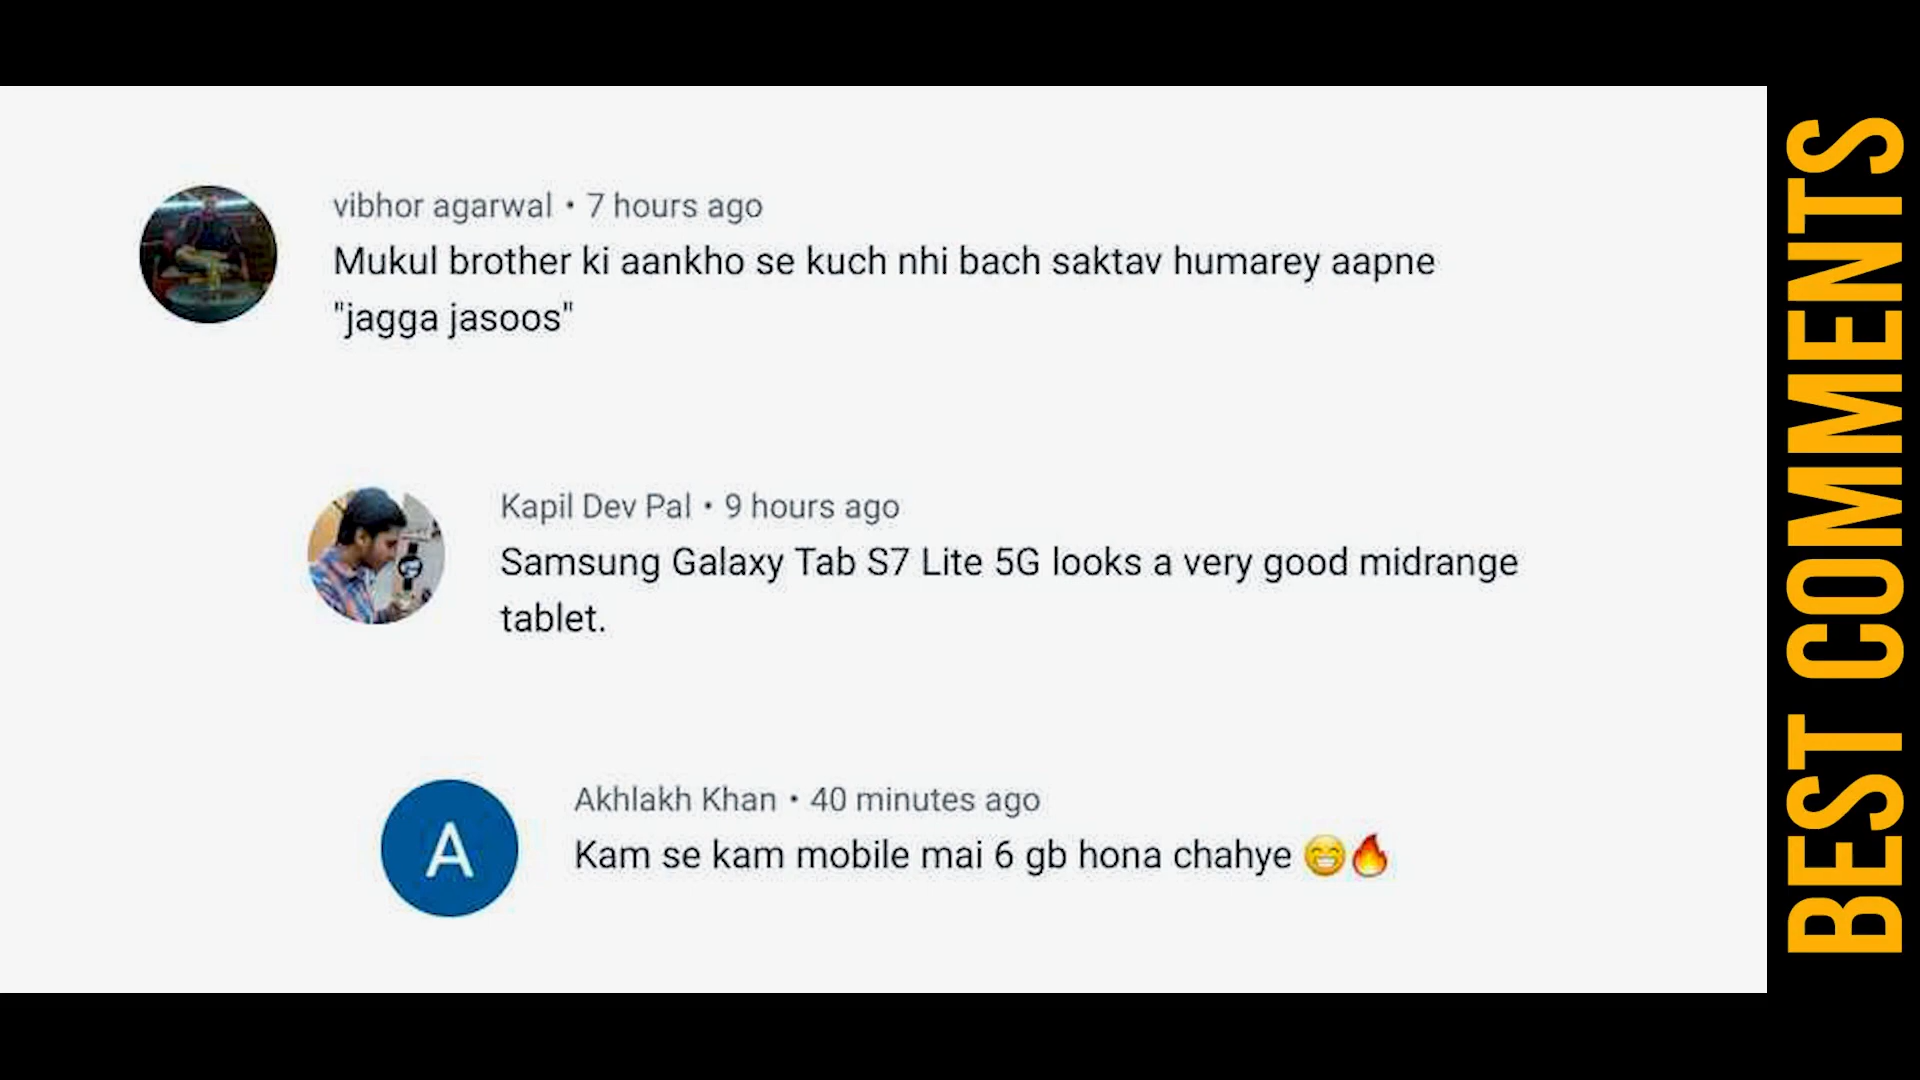 vibhor agarwal • 7 hours ago
Mukul brother ki aankho se kuch nhi bach saktav humarey aapne
"jagga jasoos"
Kapil Dev Pal • 9 hours ago
Samsung Galaxy Tab S7 Lite 5G looks a very good midrange
tablet.
A
Akhlakh Khan • 40 minutes ago
Kam se kam mobile mai 6 gb hona chahye 😁🔥
BEST COMMENTS